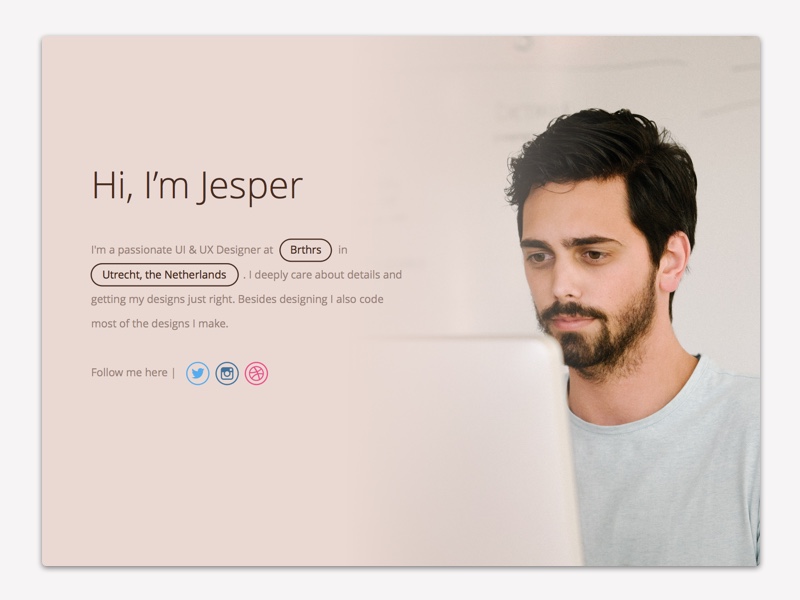 Hi, I'm Jesper
I'm a passionate UI & UX Designer at Brthrs in
Utrecht, the Netherlands . I deeply care about details and
getting my designs just right. Besides designing I also code
most of the designs I make.
Follow me here |